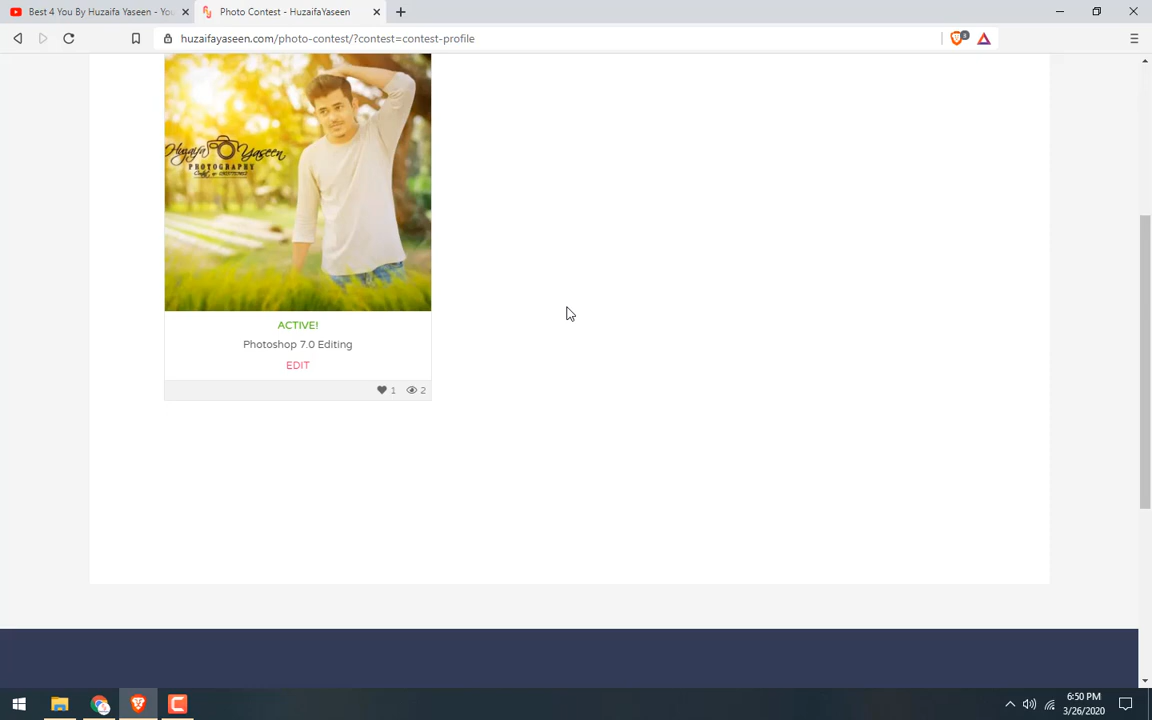 Best 4 You By Huzaifa Yaseen - You
Photo Contest - HuzaifaYaseen
huzaifayaseen.com/photo-contest/?contest=contest-profile
3
Huzaifa Yaseen
PHOTOGRAPHY
ACTIVE!
Photoshop 7.0 Editing
EDIT
1 2
6:50 PM
3/26/2020